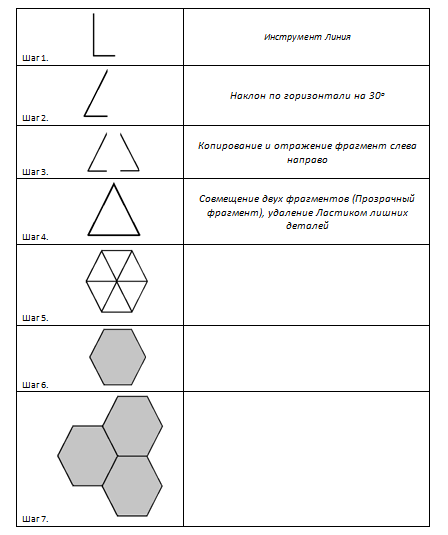 Инструмент Линия
Шаг 1.
Наклон по горизонтали на 30°
Шаг 2.
Копирование и отражение фрагмент слева
направо
Шаг 3.
Совмещение двух фрагментов (Прозрачный
фрагмент), удаление Ластиком лишних
деталей
Шаг 4.
Шаг 5.
Шаг 6.
Шаг 7.